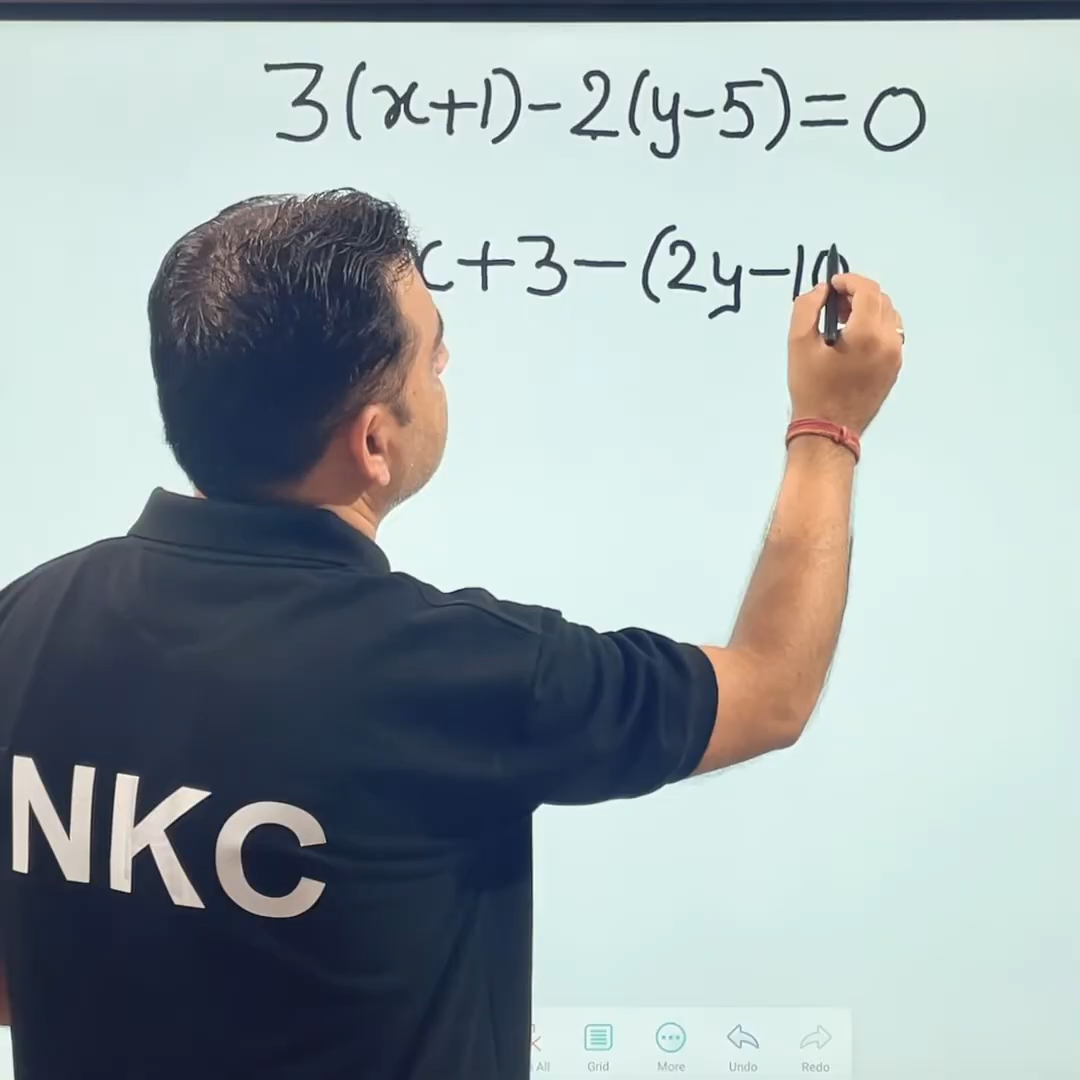 3(x+1)-2(y-5)=0
x+3-(2y-10
NKC
All Grid More Undo Redo